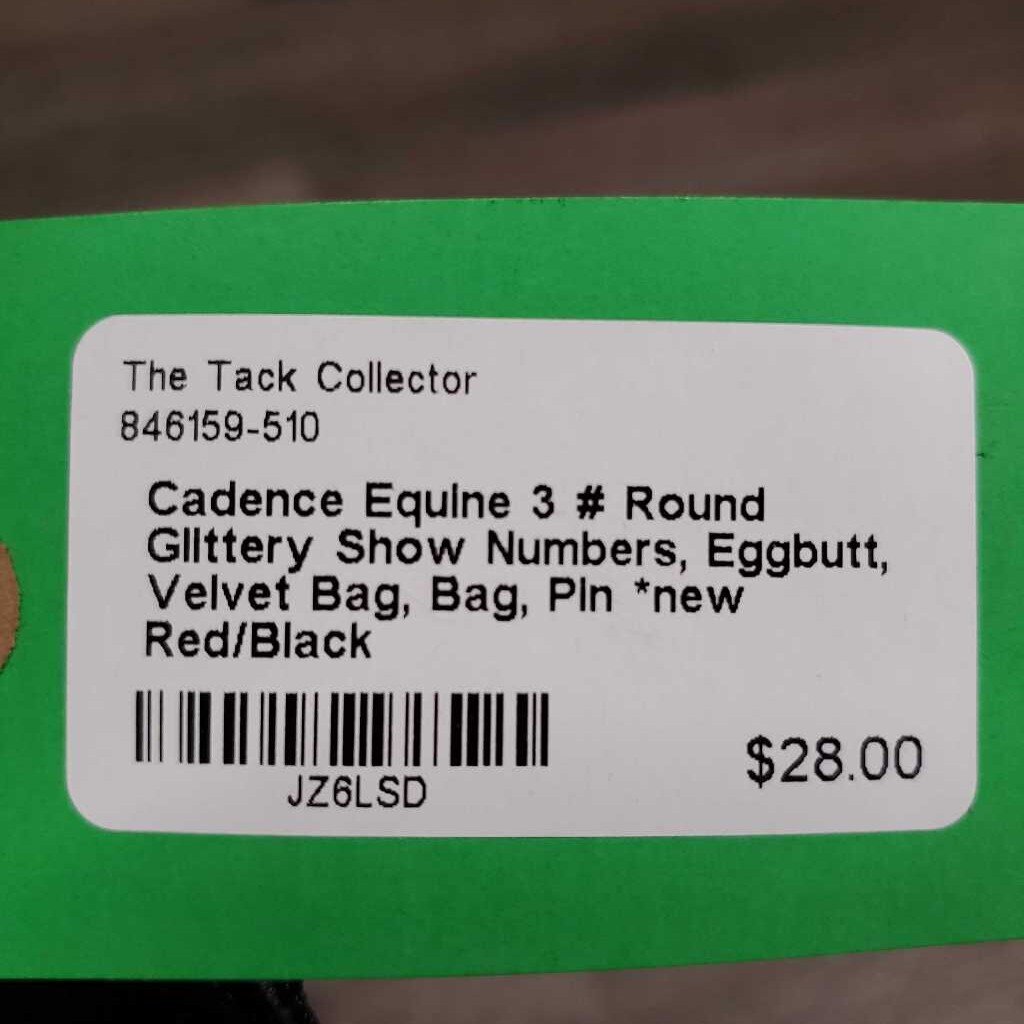 The Tack Collector
846159-510
Cadence Equine 3 # Round
Glittery Show Numbers, Eggbutt,
Velvet Bag, Bag, Pin *new
Red/Black
JZ6LSD
$28.00